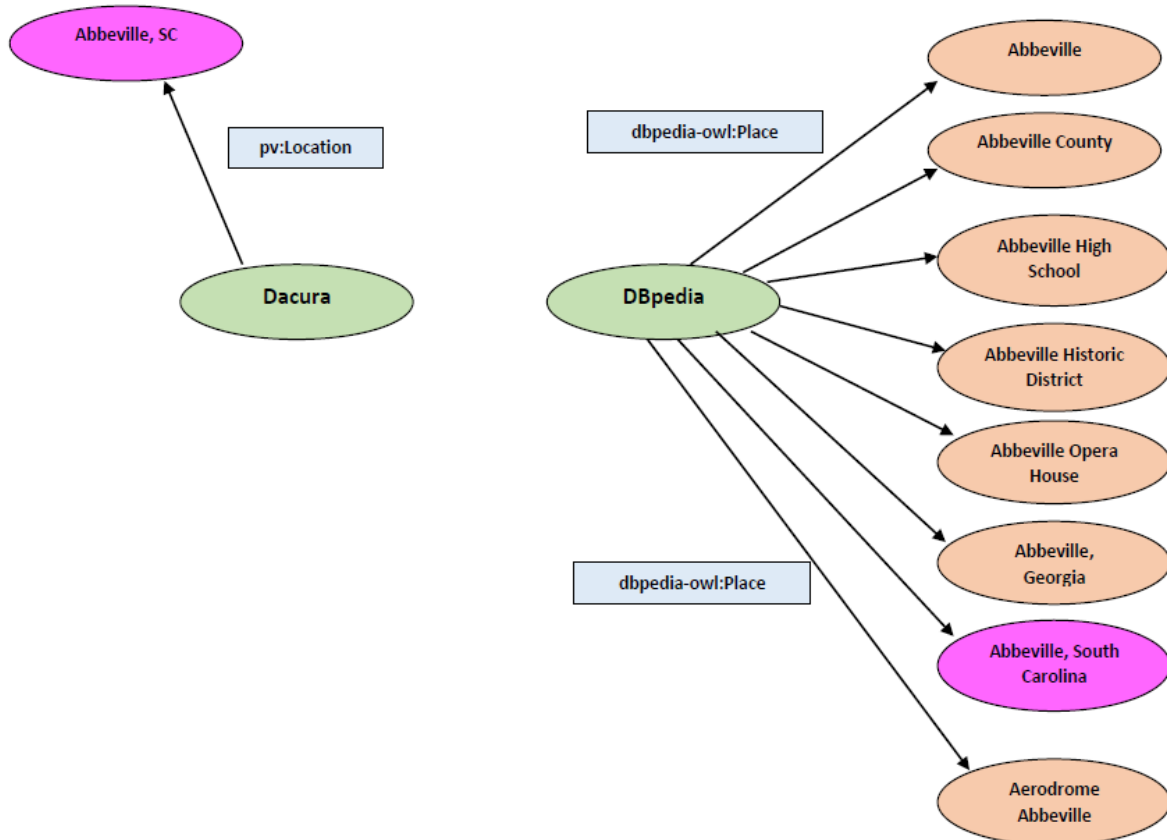 Abbeville, SC
pv:Location
Dacura
dbpedia-owl:Place
DBpedia
dbpedia-owl:Place
Abbeville
Abbeville County
Abbeville High
School
Abbeville Historic
District
Abbeville Opera
House
Abbeville,
Georgia
Abbeville, South
Carolina
Aerodrome
Abbeville